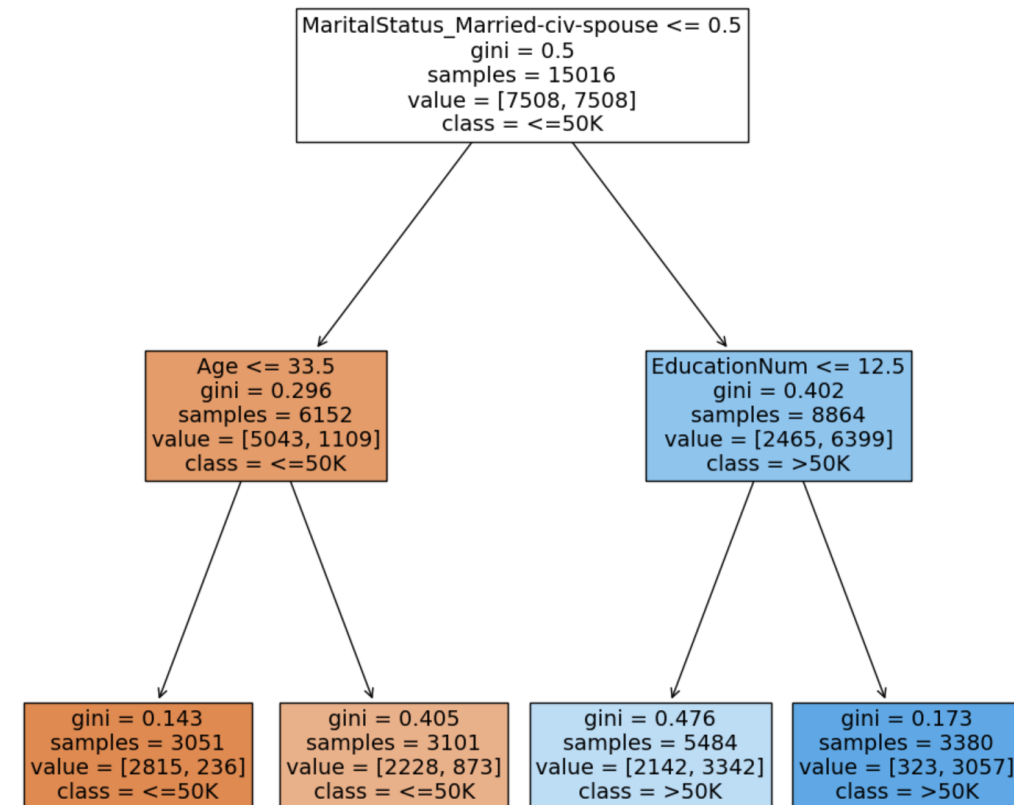 MaritalStatus_Married-civ-spouse <= 0.5
gini = 0.5
samples = 15016
value = [7508, 7508]
class = <=50K
Age <= 33.5
gini = 0.296
samples = 6152
value = [5043, 1109]
class = <=50K
EducationNum <= 12.5
gini = 0.402
samples = 8864
value = [2465, 6399]
class = >50K
gini = 0.143
samples = 3051
value = [2815, 236]
class = <=50K
gini = 0.405
samples = 3101
value = [2228, 873]
class = <=50K
gini = 0.476
samples = 5484
value = [2142, 3342]
class = >50K
gini = 0.173
samples = 3380
value = [323, 3057]
class = >50K